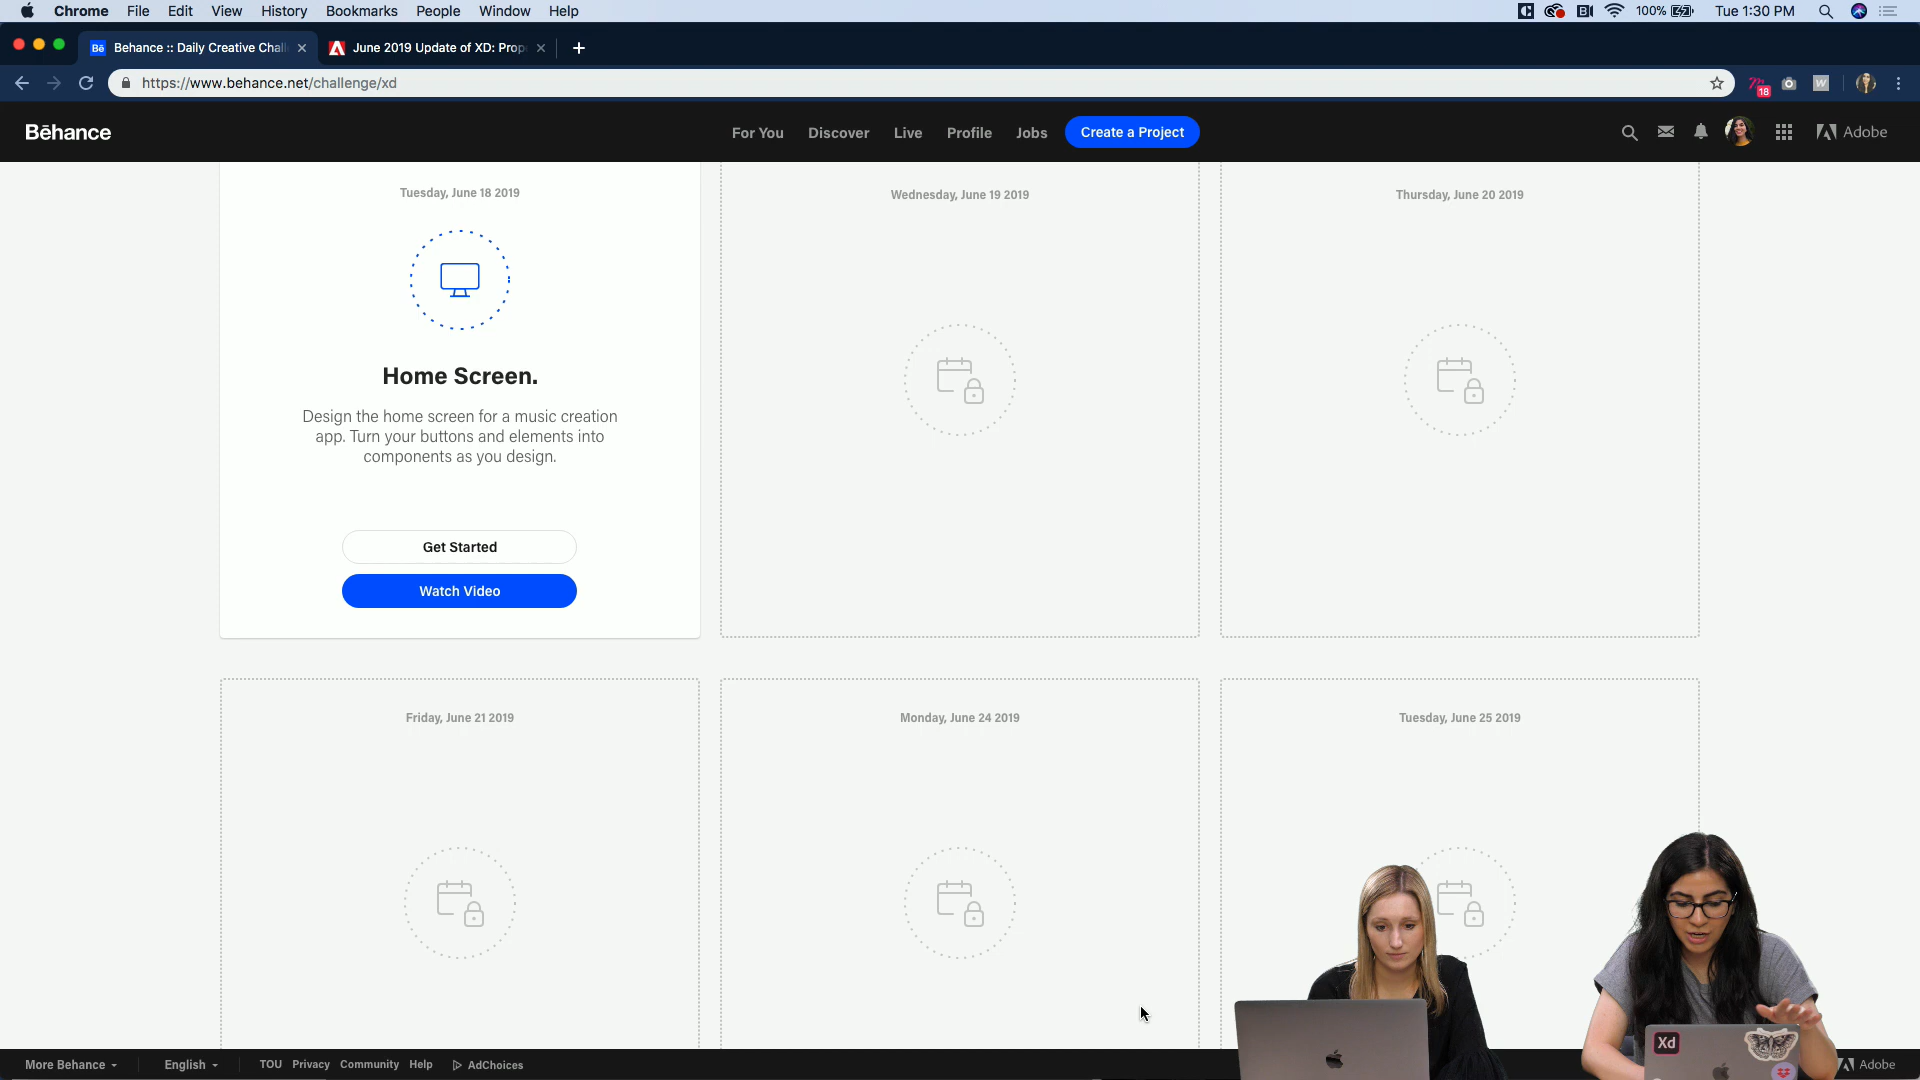 Chrome File Edit View History Bookmarks People Window Help
100%
Tue 1:30 PM
Bē Behance :: Daily Creative Chal
June 2019 Update of XD: Prop
https://www.behance.net/challenge/xd
18
W
Bēhance
For You Discover Live Profile Jobs Create a Project
Adobe
Tuesday, June 18 2019
Home Screen.
Design the home screen for a music creation
app. Turn your buttons and elements into
components as you design.
Get Started
Watch Video
Wednesday, June 19 2019
Thursday, June 20 2019
Friday, June 21 2019
Monday, June 24 2019
Tuesday, June 25 2019
Xd
More Behance English TOU Privacy Community Help AdChoices
Adobe